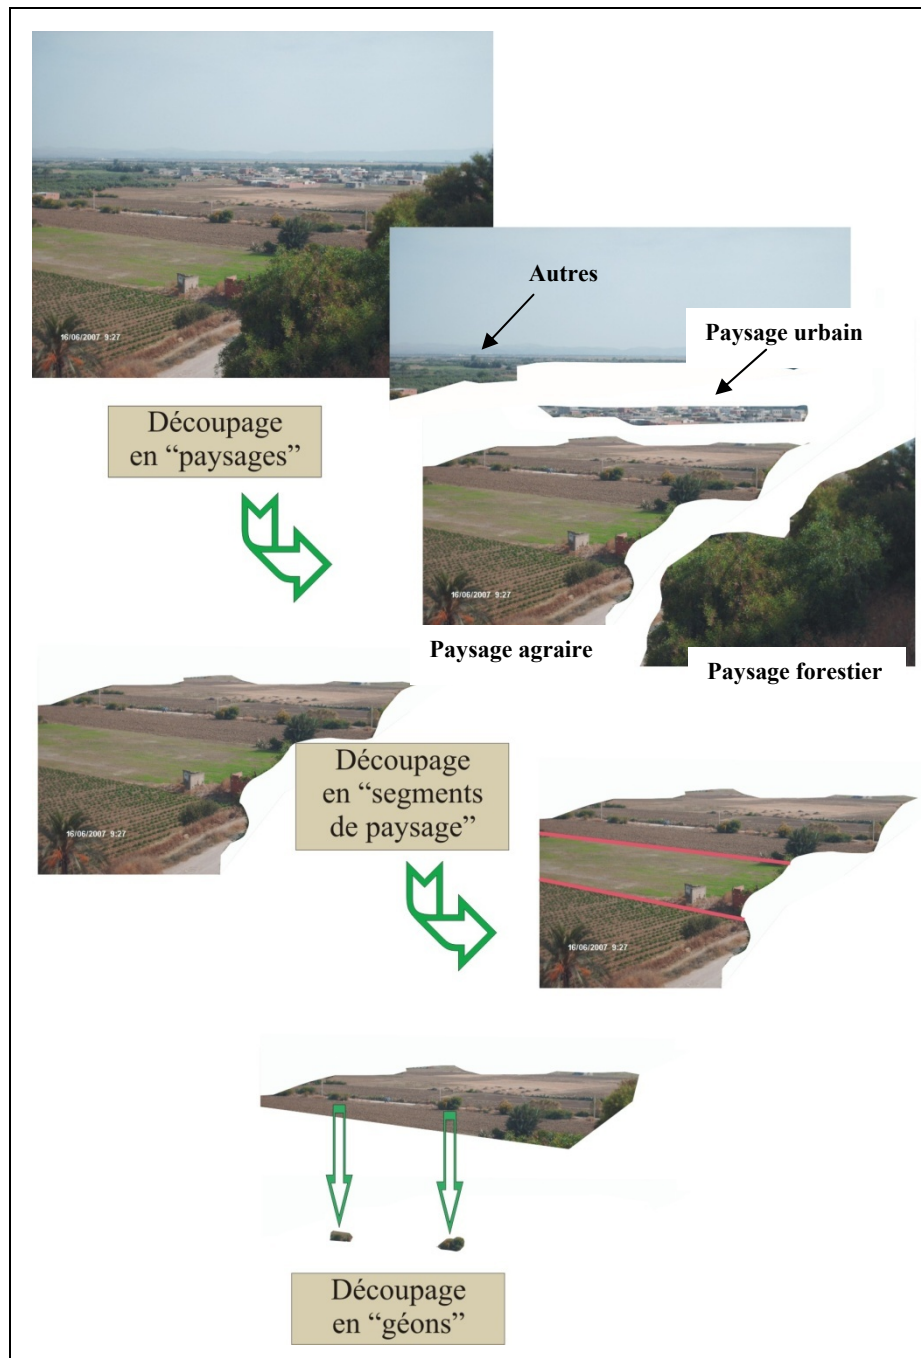 16/06/2007 9:27
Autres
Paysage urbain
Découpage
en “paysages”
16/06/2007 9:27
Paysage agraire
Paysage forestier
Découpage
en “segments
de paysage”
16/06/2007 9:27
16/06/2007 9:27
Découpage
en “géons”